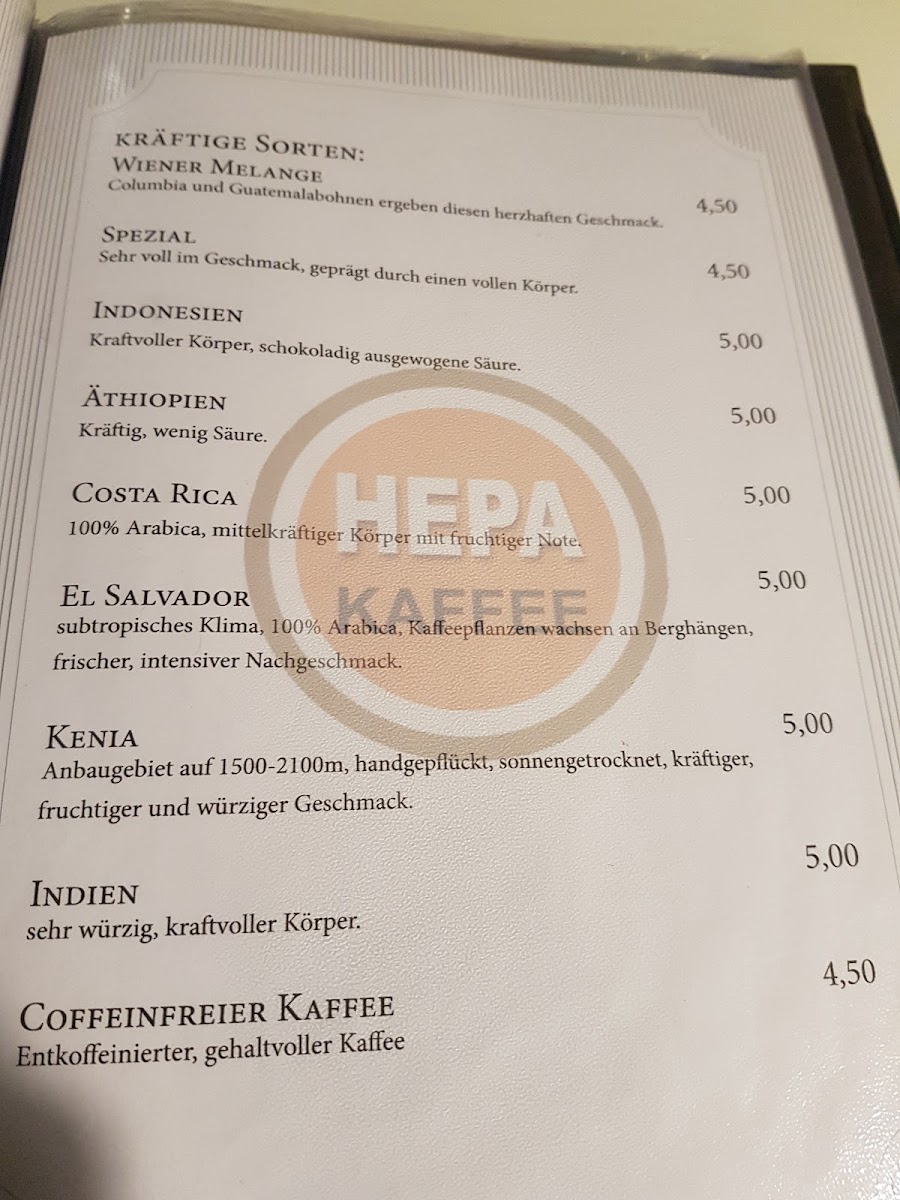 KRÄFTIGE SORTEN:
WIENER MELANGE
Columbia und Guatemalabohnen ergeben diesen herzhaften Geschmack. 4,50
SPEZIAL
Sehr voll im Geschmack, geprägt durch einen vollen Körper. 4,50
INDONESIEN 5,00
Kraftvoller Körper, schokoladig ausgewogene Säure.
ÄTHIOPIEN 5,00
Kräftig, wenig Säure.
COSTA RICA 5,00
100% Arabica, mittelkräftiger Körper mit fruchtiger Note.
EL SALVADOR 5,00
subtropisches Klima, 100% Arabica, Kaffeepflanzen wachsen an Berghängen,
frischer, intensiver Nachgeschmack.
KENIA 5,00
Anbaugebiet auf 1500-2100m, handgepflückt, sonnengetrocknet, kräftiger,
fruchtiger und würziger Geschmack.
INDIEN 5,00
sehr würzig, kraftvoller Körper.
COFFEINFREIER KAFFEE 4,50
Entkoffeinierter, gehaltvoller Kaffee
HEPA
KAFFEE